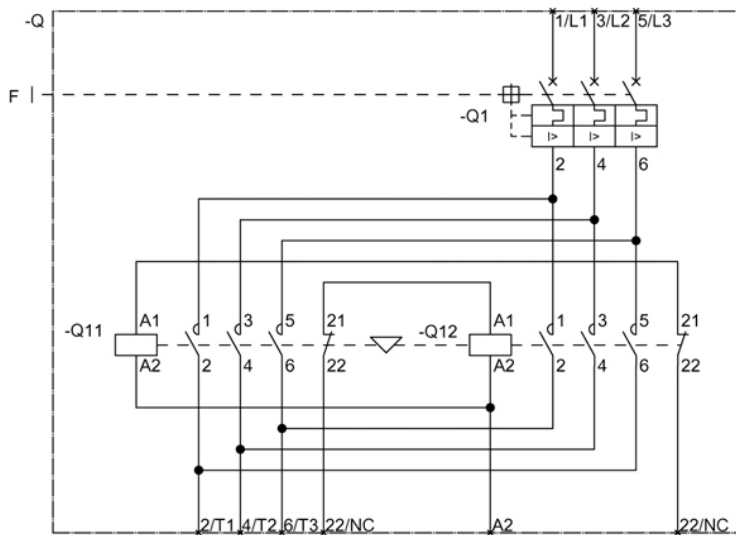 -Q 1/L1 3/L2 5/L3
F
-Q1
I> I> I>
2 4 6
-Q11 A1 1 3 5 21 -Q12 A1 1 3 5 21
A2 2 4 6 22 A2 2 4 6 22
2/T1 4/T2 6/T3 22/NC A2 22/NC